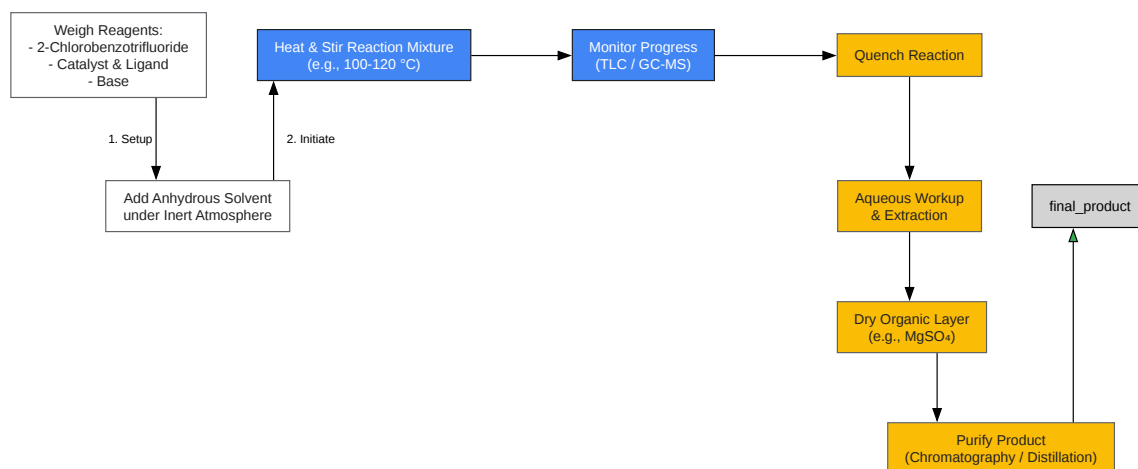 Weigh Reagents:
- 2-Chlorobenzotrifluoride
- Catalyst & Ligand
- Base
1. Setup
Add Anhydrous Solvent
under Inert Atmosphere
2. Initiate
Heat & Stir Reaction Mixture
(e.g., 100-120 °C)
Monitor Progress
(TLC / GC-MS)
Quench Reaction
Aqueous Workup
& Extraction
Dry Organic Layer
(e.g., MgSO₄)
Purify Product
(Chromatography / Distillation)
final_product